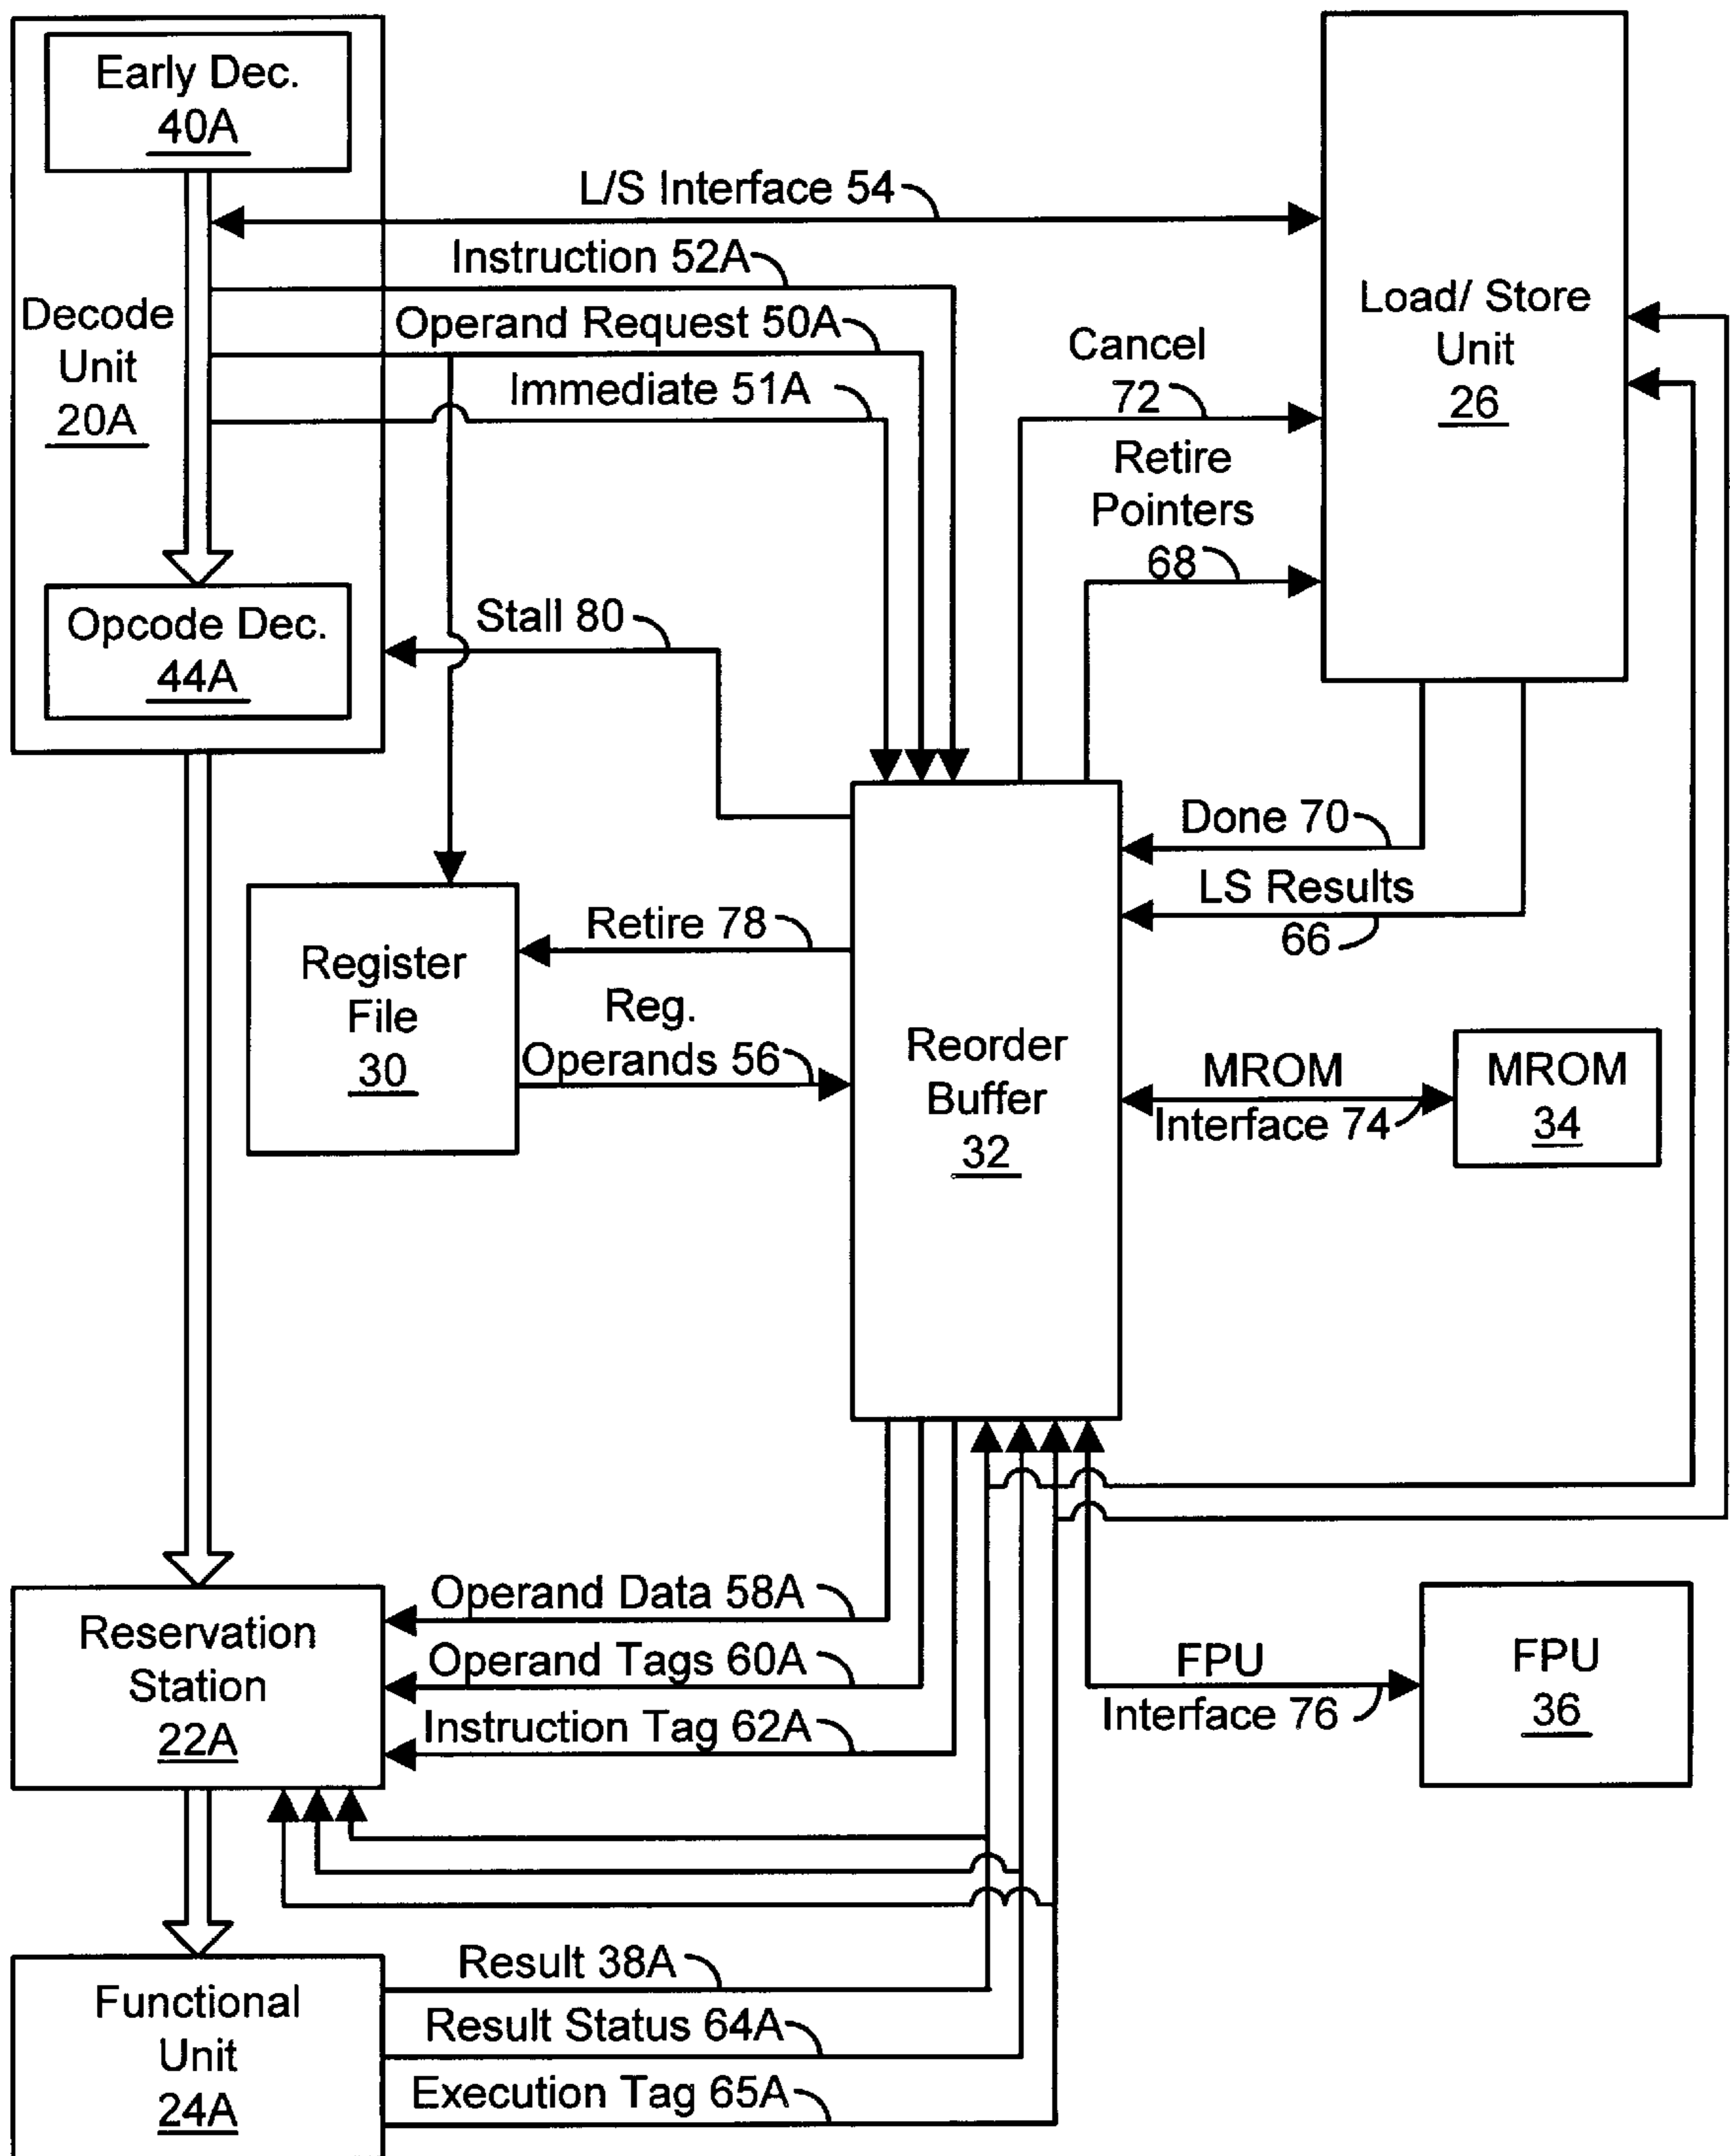 Early Dec.
40A
L/S Interface 54
Instruction 52A
Decode
Unit
20A
Operand Request 50A
Immediate 51A
Load/ Store
Unit
26
Cancel
72
Retire
Pointers
68
Opcode Dec.
44A
Stall 80
Done 70
LS Results
66
Register
File
30
Retire 78
Reg.
Operands 56
Reorder
Buffer
32
MROM
Interface 74
MROM
34
Reservation
Station
22A
Operand Data 58A
Operand Tags 60A
Instruction Tag 62A
FPU
Interface 76
FPU
36
Functional
Unit
24A
Result 38A
Result Status 64A
Execution Tag 65A